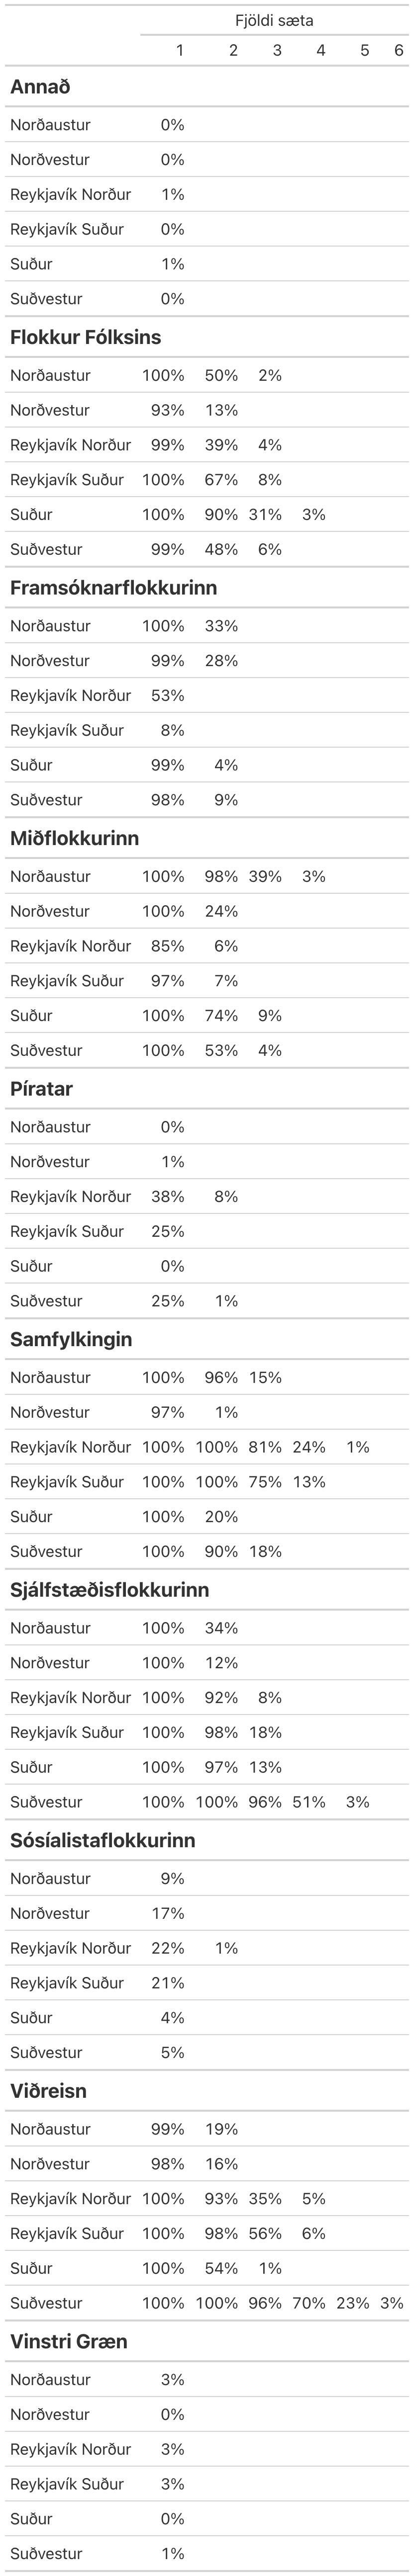 Fjöldi sæta
1 2 3 4 5 6
Annað
Norðaustur 0%
Norðvestur 0%
Reykjavík Norður 1%
Reykjavík Suður 0%
Suður 1%
Suðvestur 0%
Flokkur Fólksins
Norðaustur 100% 50% 2%
Norðvestur 93% 13%
Reykjavík Norður 99% 39% 4%
Reykjavík Suður 100% 67% 8%
Suður 100% 90% 31% 3%
Suðvestur 99% 48% 6%
Framsóknarflokkurinn
Norðaustur 100% 33%
Norðvestur 99% 28%
Reykjavík Norður 53%
Reykjavík Suður 8%
Suður 99% 4%
Suðvestur 98% 9%
Miðflokkurinn
Norðaustur 100% 98% 39% 3%
Norðvestur 100% 24%
Reykjavík Norður 85% 6%
Reykjavík Suður 97% 7%
Suður 100% 74% 9%
Suðvestur 100% 53% 4%
Píratar
Norðaustur 0%
Norðvestur 1%
Reykjavík Norður 38% 8%
Reykjavík Suður 25%
Suður 0%
Suðvestur 25% 1%
Samfylkingin
Norðaustur 100% 96% 15%
Norðvestur 97% 1%
Reykjavík Norður 100% 100% 81% 24% 1%
Reykjavík Suður 100% 100% 75% 13%
Suður 100% 20%
Suðvestur 100% 90% 18%
Sjálfstæðisflokkurinn
Norðaustur 100% 34%
Norðvestur 100% 12%
Reykjavík Norður 100% 92% 8%
Reykjavík Suður 100% 98% 18%
Suður 100% 97% 13%
Suðvestur 100% 100% 96% 51% 3%
Sósíalistaflokkurinn
Norðaustur 9%
Norðvestur 17%
Reykjavík Norður 22% 1%
Reykjavík Suður 21%
Suður 4%
Suðvestur 5%
Viðreisn
Norðaustur 99% 19%
Norðvestur 98% 16%
Reykjavík Norður 100% 93% 35% 5%
Reykjavík Suður 100% 98% 56% 6%
Suður 100% 54% 1%
Suðvestur 100% 100% 96% 70% 23% 3%
Vinstri Græn
Norðaustur 3%
Norðvestur 0%
Reykjavík Norður 3%
Reykjavík Suður 3%
Suður 0%
Suðvestur 1%